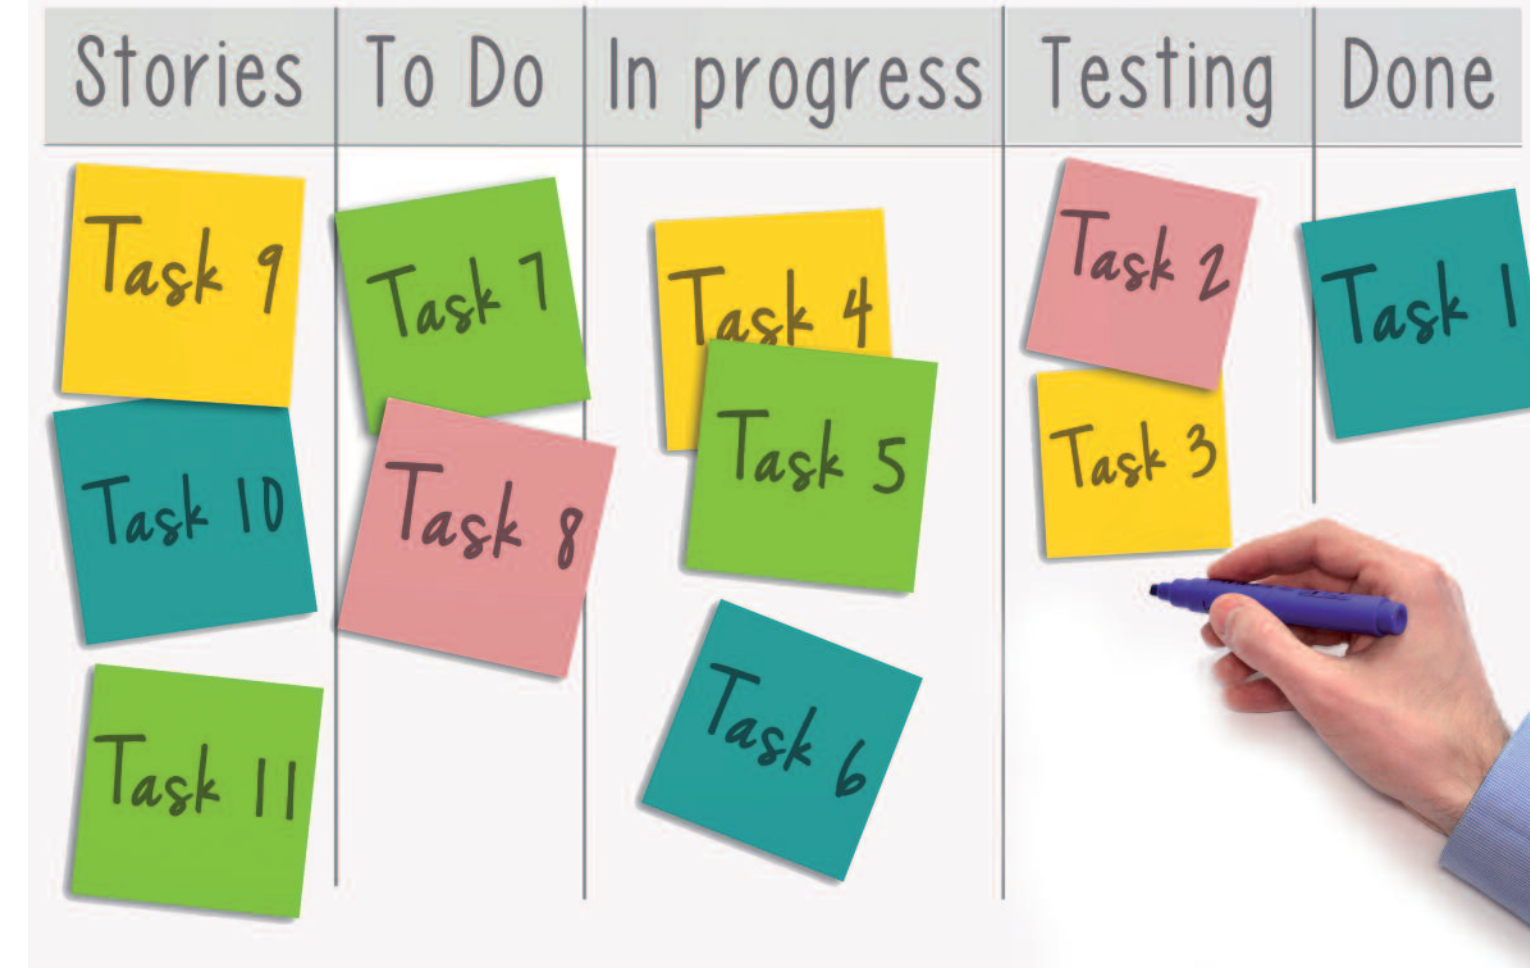 Stories To Do In progress Testing Done
Task 9
Task 10
Task 11
Task 7
Task 8
Task 4
Task 5
Task 6
Task 2
Task 3
Task 1